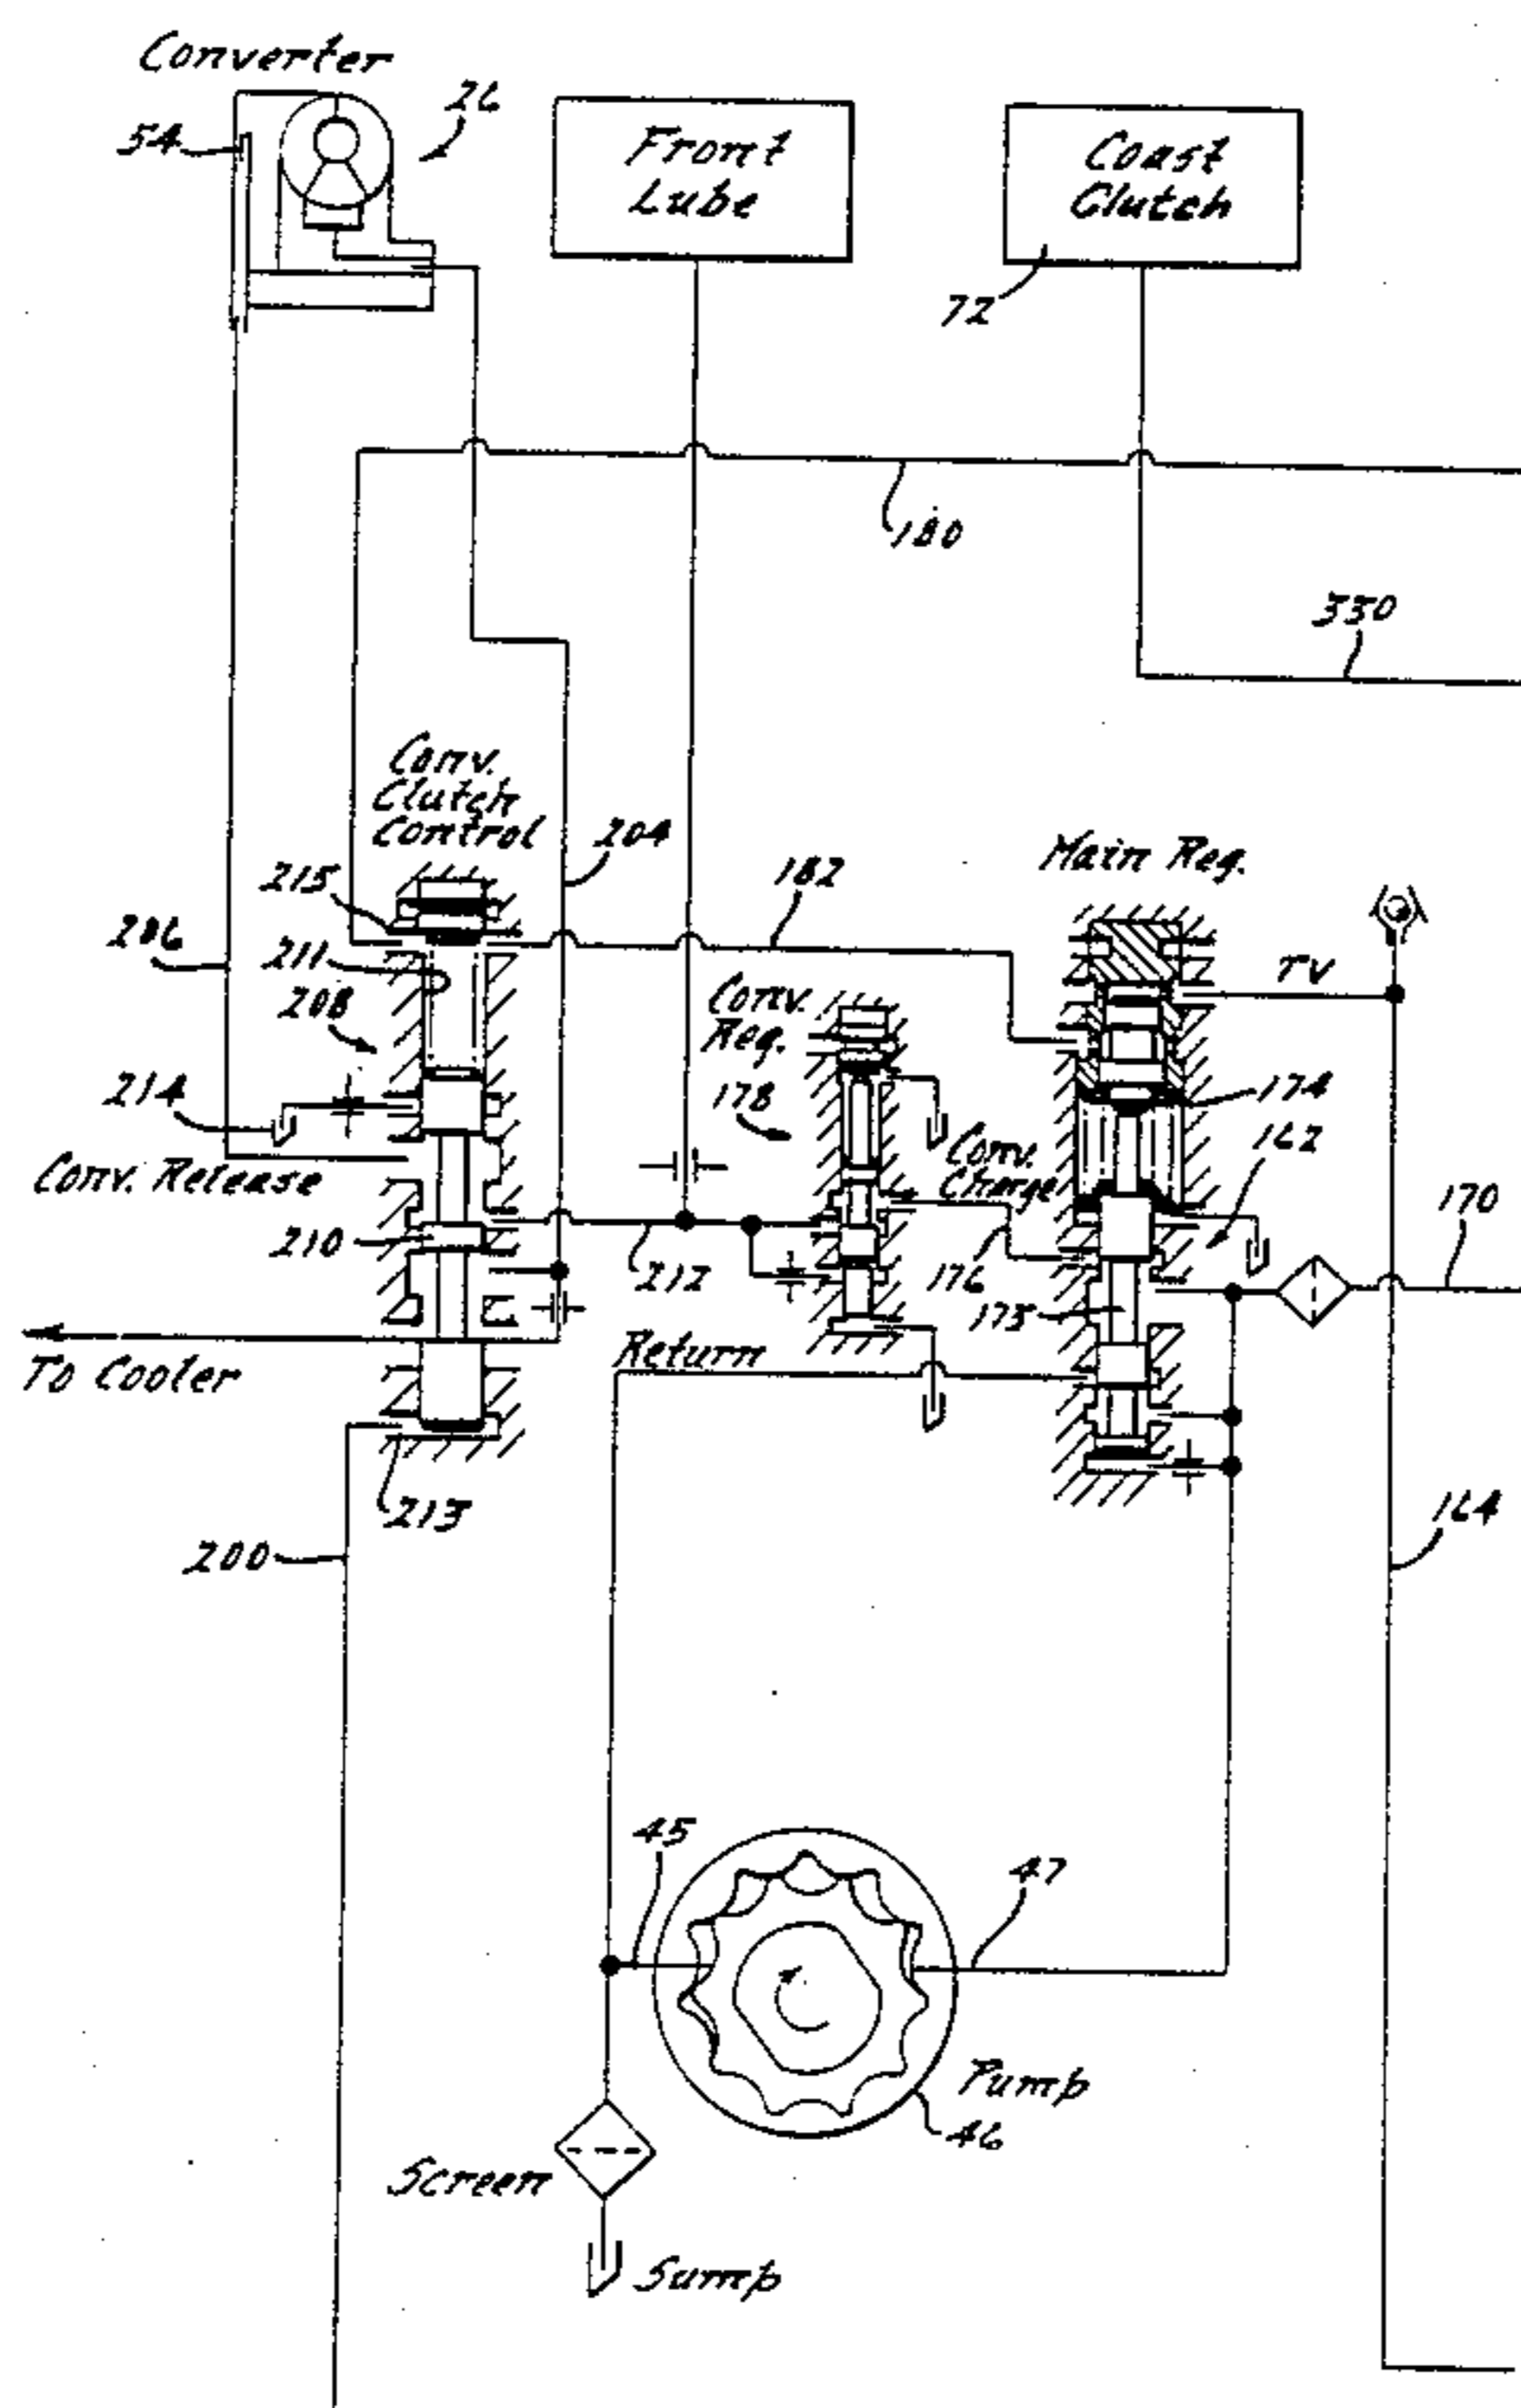 Converter
26
54
Front
Lube
Coast
Clutch
72
180
330
Conv.
Clutch
Control
204
Main Reg.
215
182
206
211
TV
208
Conv.
Reg.
178
174
214
Conv.
Charge
162
Conv. Release
170
210
212
176
175
Return
To Cooler
213
164
200
45
47
Pump
46
Screen
Sump